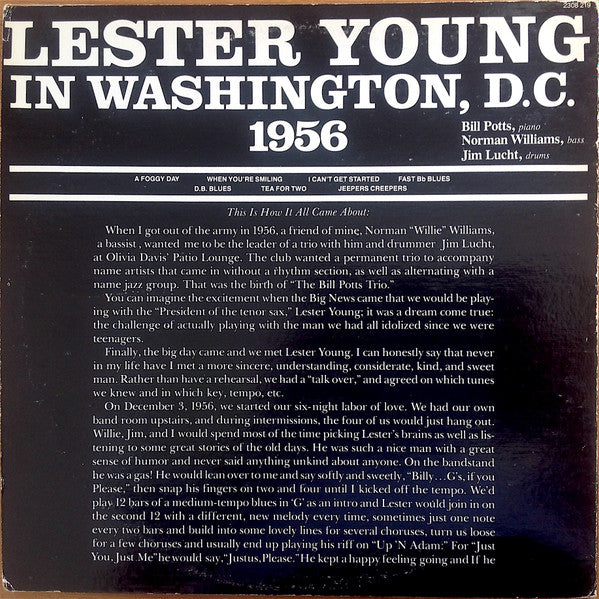 2308 219
LESTER YOUNG
IN WASHINGTON, D.C.
1956
Bill Potts, piano
Norman Williams, bass
Jim Lucht, drums
A FOGGY DAY WHEN YOU'RE SMILING I CAN'T GET STARTED FAST Bb BLUES
D.B. BLUES TEA FOR TWO JEEPERS CREEPERS
This Is How It All Came About:
When I got out of the army in 1956, a friend of mine, Norman "Willie" Williams,
a bassist, wanted me to be the leader of a trio with him and drummer Jim Lucht,
at Olivia Davis' Patio Lounge. The club wanted a permanent trio to accompany
name artists that came in without a rhythm section, as well as alternating with a
name jazz group. That was the birth of "The Bill Potts Trio."
You can imagine the excitement when the Big News came that we would be play-
ing with the "President of the tenor sax," Lester Young; it was a dream come true:
the challenge of actually playing with the man we had all idolized since we were
teenagers.
Finally, the big day came and we met Lester Young. I can honestly say that never
in my life have I met a more sincere, understanding, considerate, kind, and sweet
man. Rather than have a rehearsal, we had a "talk over," and agreed on which tunes
we knew and in which key, tempo, etc.
On December 3, 1956, we started our six-night labor of love. We had our own
band room upstairs, and during intermissions, the four of us would just hang out.
Willie, Jim, and I would spend most of the time picking Lester's brains as well as lis-
tening to some great stories of the old days. He was such a nice man with a great
sense of humor and never said anything unkind about anyone. On the bandstand
he was a gas! He would lean over to me and say softly and sweetly, "Billy...G's, if you
Please," then snap his fingers on two and four until I kicked off the tempo. We'd
play 12 bars of a medium-tempo blues in 'G' as an intro and Lester would join in on
the second 12 with a different, new melody every time, sometimes just one note
every two bars and build into some lovely lines for several choruses, turn us loose
for a few choruses and usually end up playing his riff on "Up 'N Adam:" For "Just
You, Just Me" he would say, "Justus, Please." He kept a happy feeling going and If he